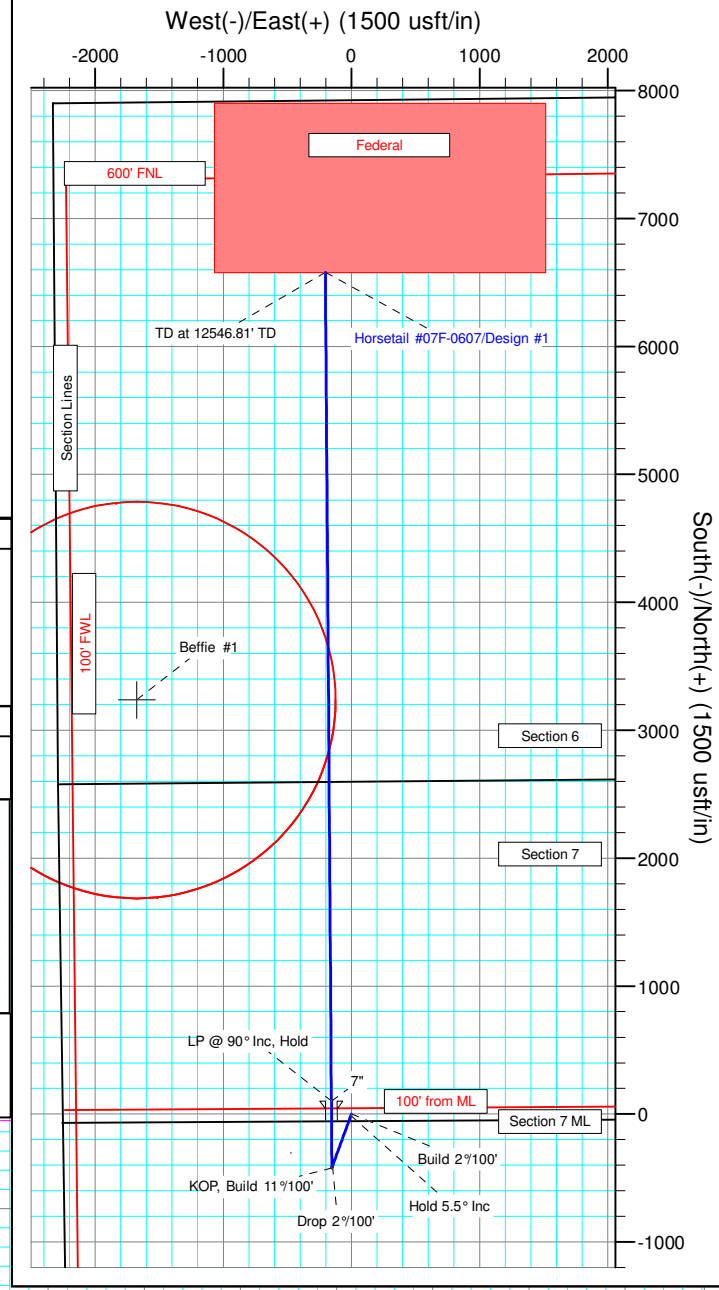 West(-)/East(+) (1500 usft/in)
-2000 -1000 0 1000 2000
8000
Federal
600' FNL
7000
TD at 12546.81' TD
Horsetail #07F-0607/Design #1
6000
Section Lines
5000
South(-)/North(+) (1500 usft/in)
4000
100' FWL
Beffie #1
3000
Section 6
Section 7
2000
1000
LP @ 90° Inc, Hold
7"
100' from ML
0
Section 7 ML
Build 2°/100'
KOP, Build 11°/100'
Hold 5.5° Inc
Drop 2°/100'
-1000